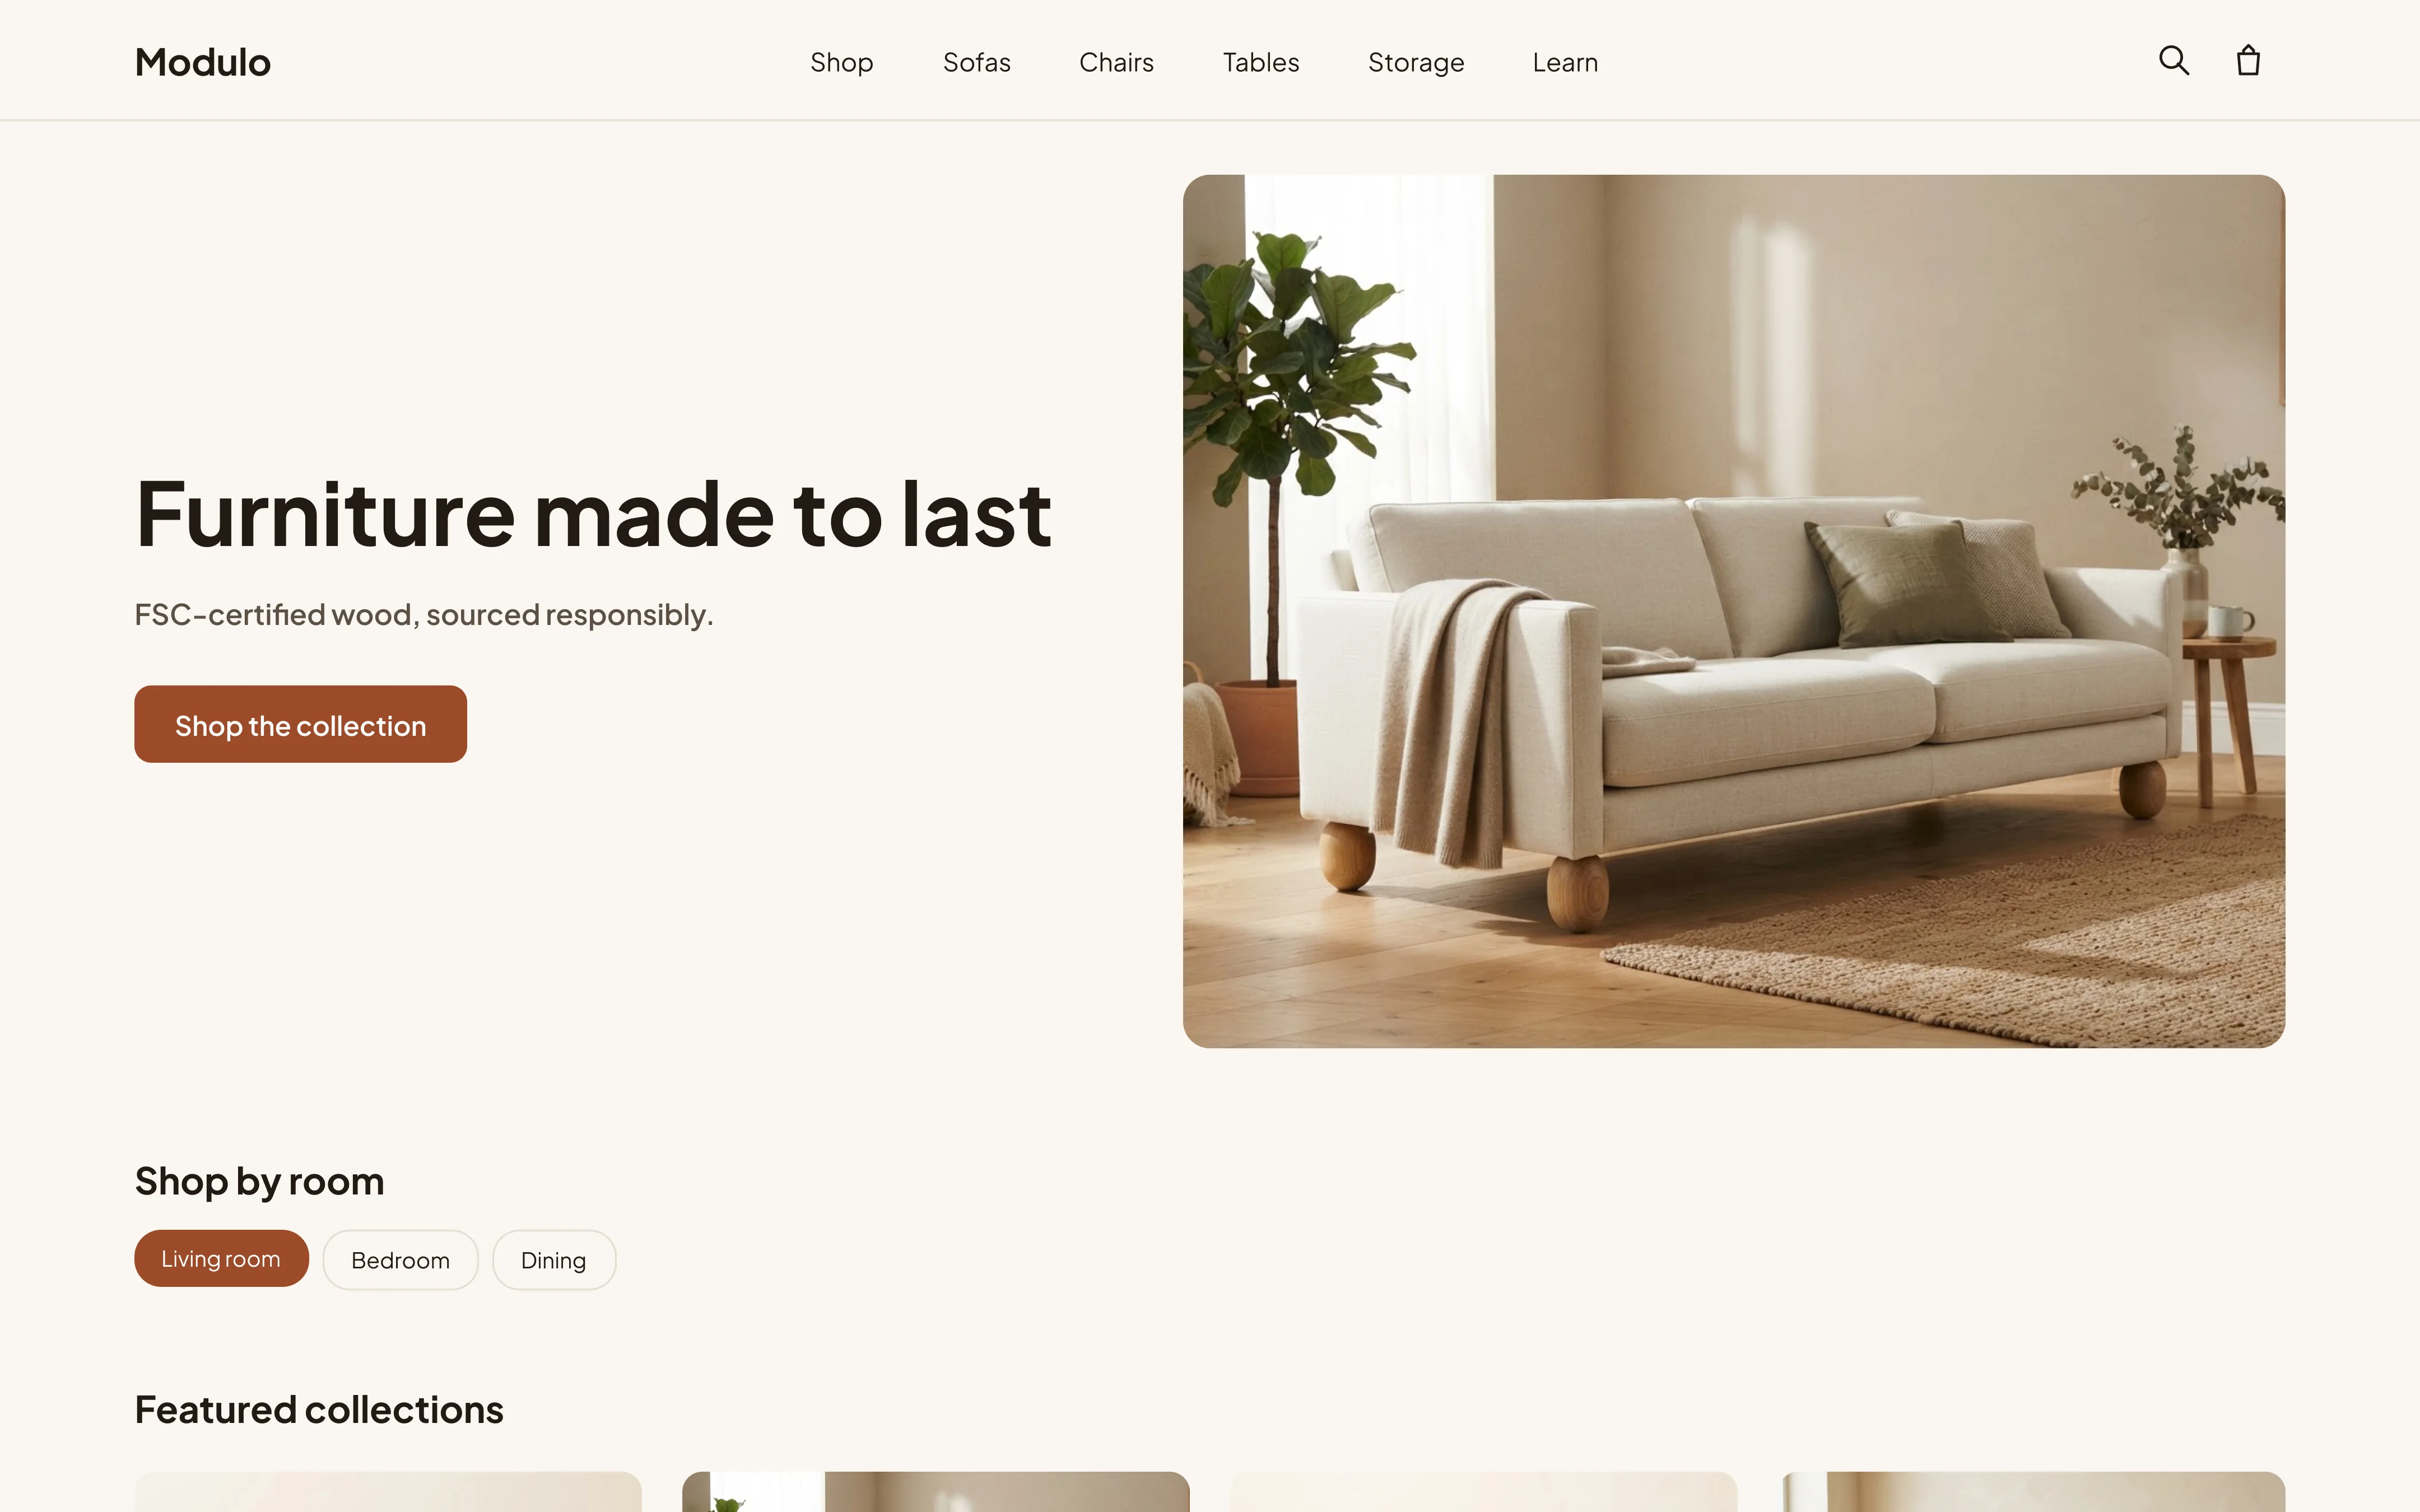 Modulo
Shop Sofas Chairs Tables Storage Learn
Furniture made to last
FSC-certified wood, sourced responsibly.
Shop the collection
Shop by room
Living room Bedroom Dining
Featured collections